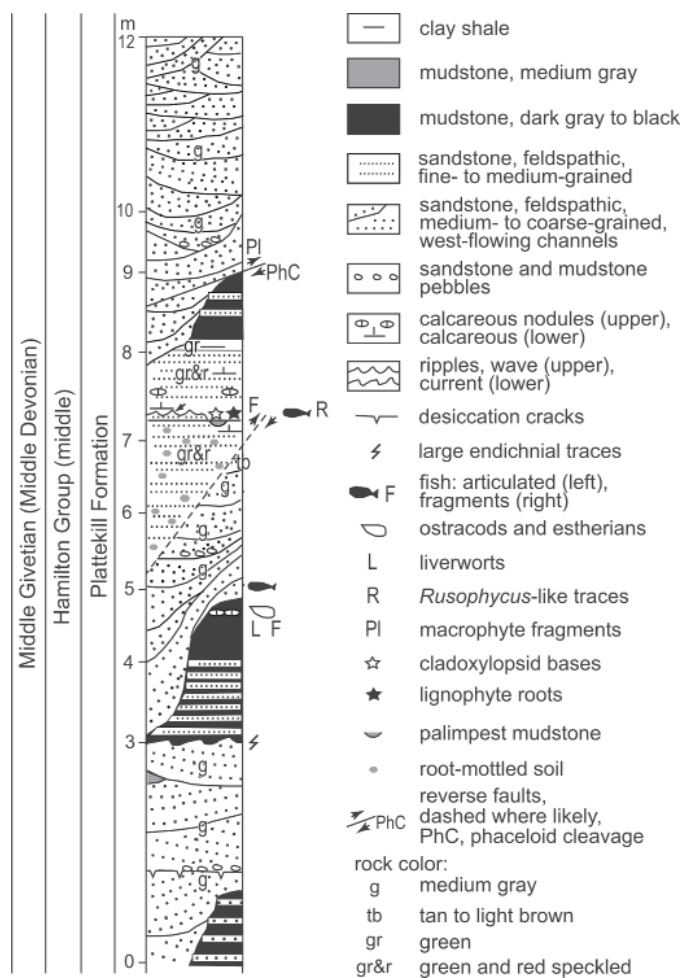 m
12
10
9
8
7
6
5
4
3
0
Middle Givetian (Middle Devonian)
Hamilton Group (middle)
Plattekill Formation
g
g
g
Pl
PhC
gr
gr&r
F
R
gr&r
tb
g
g
g
L F
g
g
g
clay shale
mudstone, medium gray
mudstone, dark gray to black
sandstone, feldspathic,
fine- to medium-grained
sandstone, feldspathic,
medium- to coarse-grained,
west-flowing channels
sandstone and mudstone
pebbles
calcareous nodules (upper),
calcareous (lower)
ripples, wave (upper),
current (lower)
desiccation cracks
large endichnial traces
F
fish: articulated (left),
fragments (right)
ostracods and estherians
L
liverworts
R
Rusophycus-like traces
Pl
macrophyte fragments
cladoxylopsid bases
lignophyte roots
palimpest mudstone
root-mottled soil
reverse faults,
dashed where likely,
PhC
PhC, phaceloid cleavage
rock color:
g
medium gray
tb
tan to light brown
gr
green
gr&r
green and red speckled